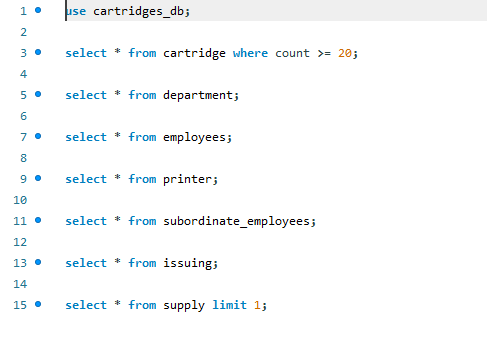 1 use cartridges_db;
2
3 select * from cartridge where count >= 20;
4
5 select * from department;
6
7 select * from employees;
8
9 select * from printer;
10
11 select * from subordinate_employees;
12
13 select * from issuing;
14
15 select * from supply limit 1;